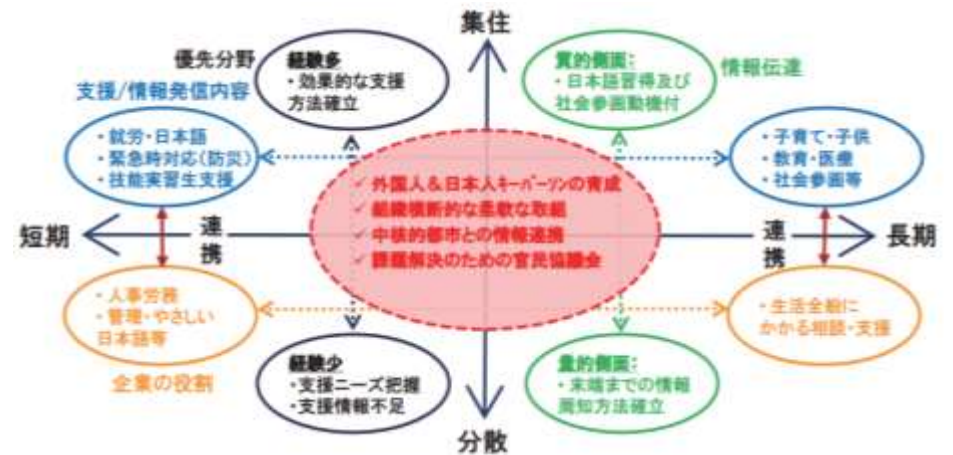 集住
優先分野
経験多
・効果的な支援
方法確立
質的側面:
・日本語習得及び
社会参画動機付
情報伝達
支援/情報発信内容
・就労・日本語
・緊急時対応(防災)
・技能実習生支援
・子育て・子供
・教育・医療
・社会参画等
✓ 外国人&日本人キーパーソンの育成
✓ 組織横断的な柔軟な取組
✓ 中核的都市との情報連携
✓ 課題解決のための官民協議会
短期
連携
連携
長期
・人事労務
・管理・やさしい
日本語等
・生活全般に
かかる相談・支援
企業の役割
経験少
・支援ニーズ把握
・支援情報不足
量的側面:
・末端までの情報
周知方法確立
分散